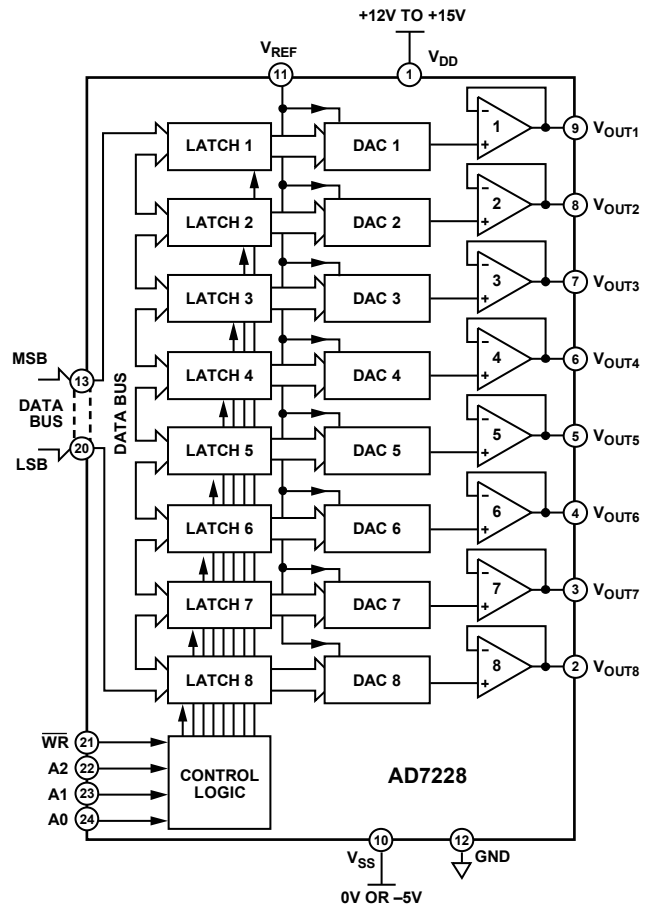 +12V TO +15V
VREF
VDD
11
1
LATCH 1
DAC 1
1
9
VOUT1
LATCH 2
DAC 2
2
8
VOUT2
LATCH 3
DAC 3
3
7
VOUT3
MSB
13
LATCH 4
DAC 4
4
6
VOUT4
DATA
BUS
DATA BUS
20
LSB
LATCH 5
DAC 5
5
5
VOUT5
LATCH 6
DAC 6
6
4
VOUT6
LATCH 7
DAC 7
7
3
VOUT7
LATCH 8
DAC 8
8
2
VOUT8
WR
21
A2
22
A1
23
A0
24
CONTROL
LOGIC
AD7228
10
12
VSS
GND
0V OR –5V